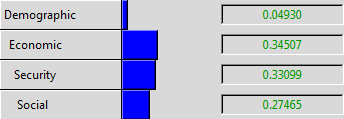 Demographic 0.04930
Economic 0.34507
Security 0.33099
Social 0.27465